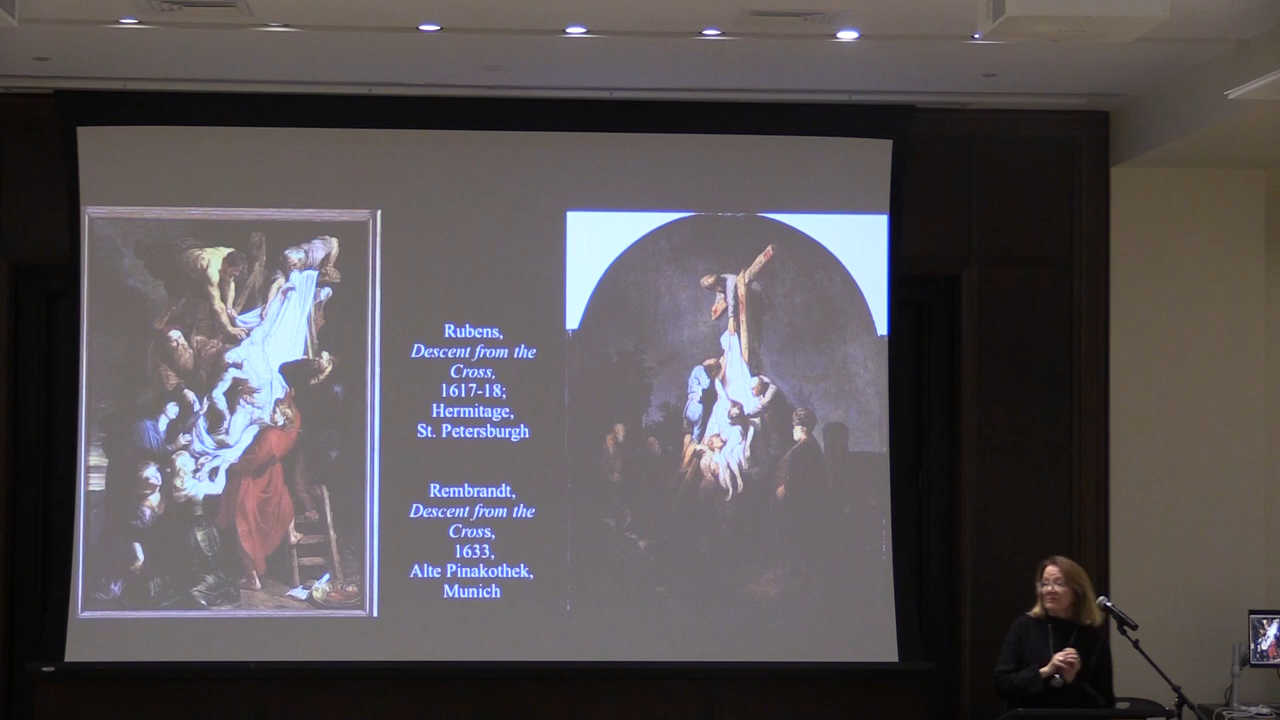 Rubens,
Descent from the
Cross,
1617-18;
Hermitage,
St. Petersburgh
Rembrandt,
Descent from the
Cross,
1633,
Alte Pinakothek,
Munich